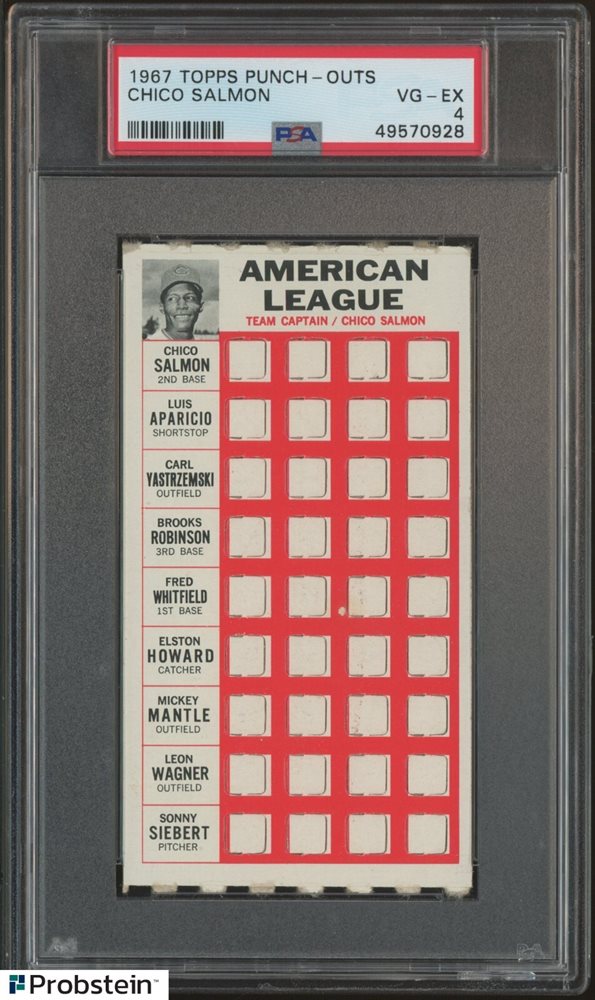 1967 TOPPS PUNCH-OUTS
CHICO SALMON VG-EX
4
PSA 49570928
AMERICAN
LEAGUE
TEAM CAPTAIN / CHICO SALMON
CHICO
SALMON
2ND BASE
LUIS
APARICIO
SHORTSTOP
CARL
YASTRZEMSKI
OUTFIELD
BROOKS
ROBINSON
3RD BASE
FRED
WHITFIELD
1ST BASE
ELSTON
HOWARD
CATCHER
MICKEY
MANTLE
OUTFIELD
LEON
WAGNER
OUTFIELD
SONNY
SIEBERT
PITCHER
PSA
Probstein™